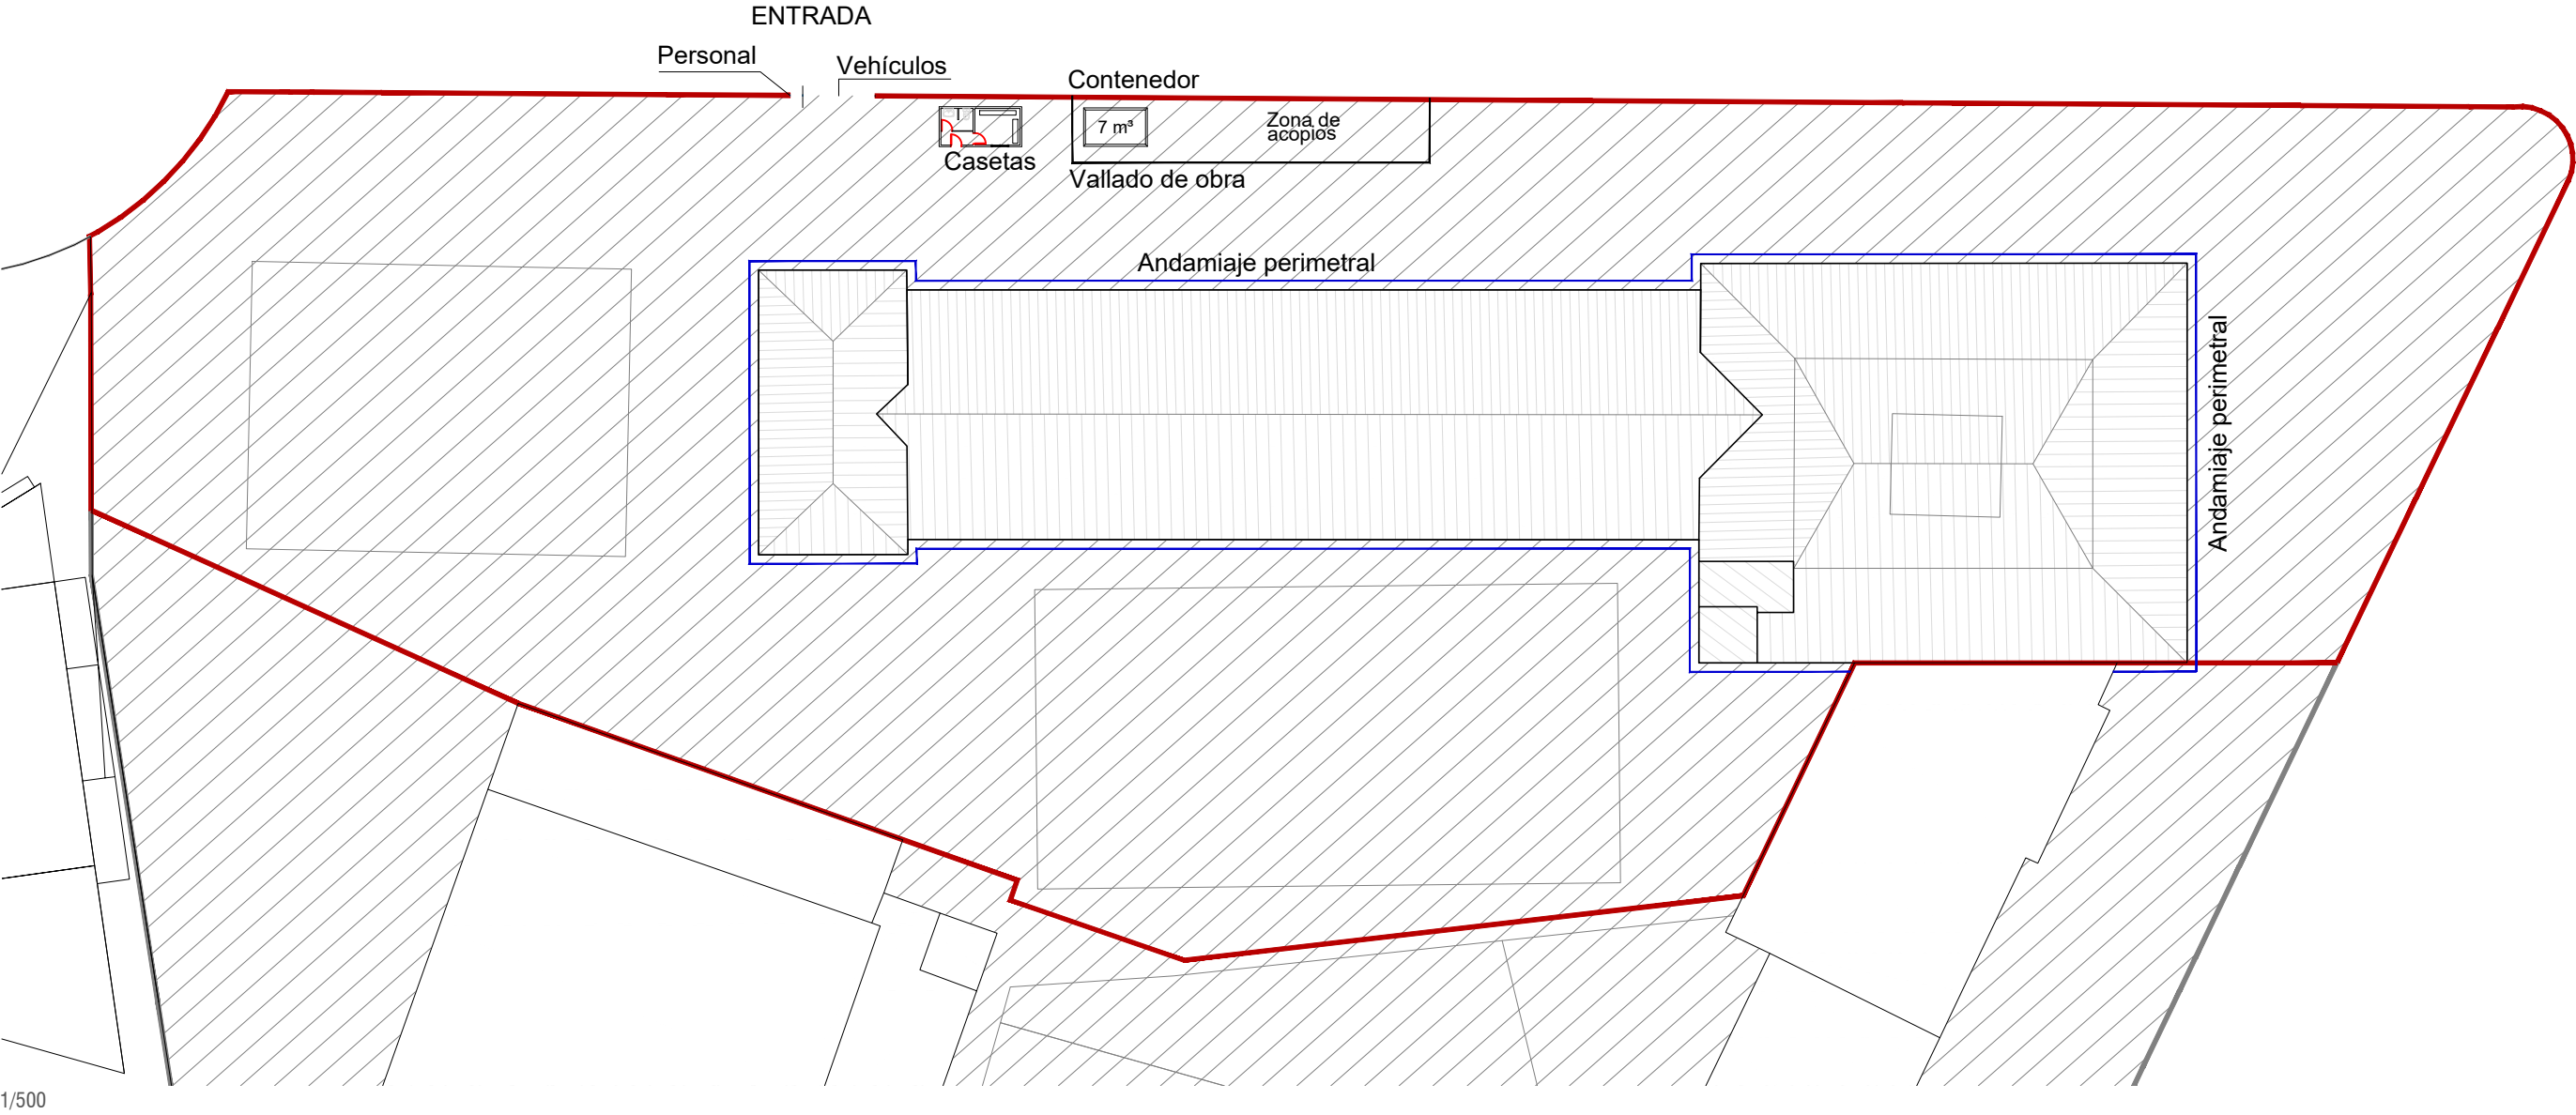 ENTRADA
Personal
Vehículos
Contenedor
7 m³
Zona de
acopios
Casetas
Vallado de obra
Andamiaje perimetral
Andamiaje perimetral
1/500